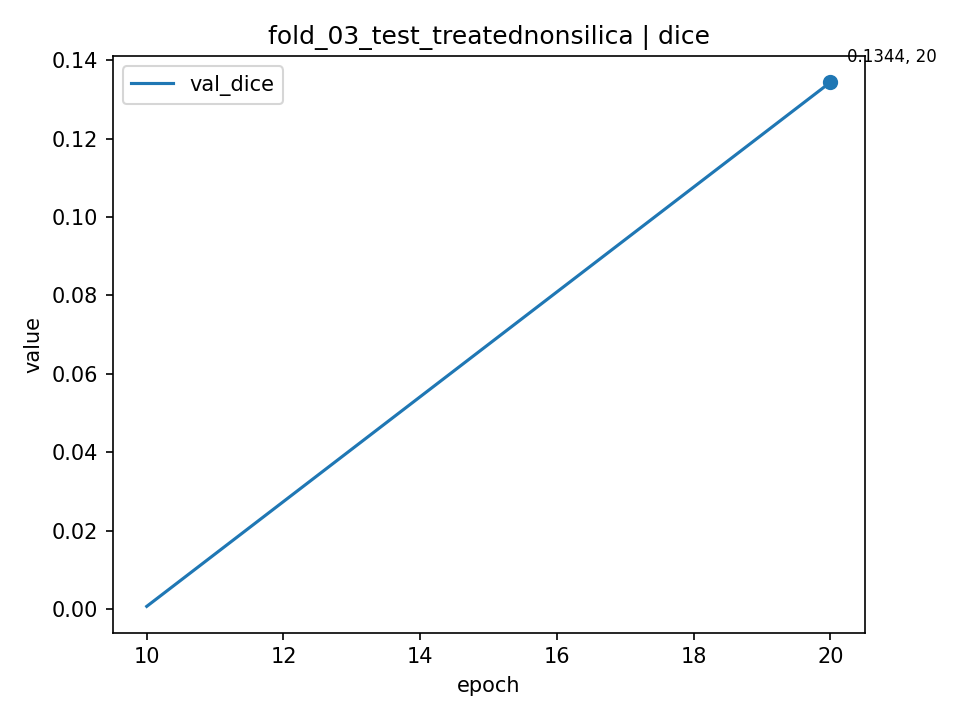 fold_03_test_treatednonsilica | dice
0.1344, 20
val_dice
0.14
0.12
0.10
0.08
0.06
0.04
0.02
0.00
value
10 12 14 16 18 20
epoch